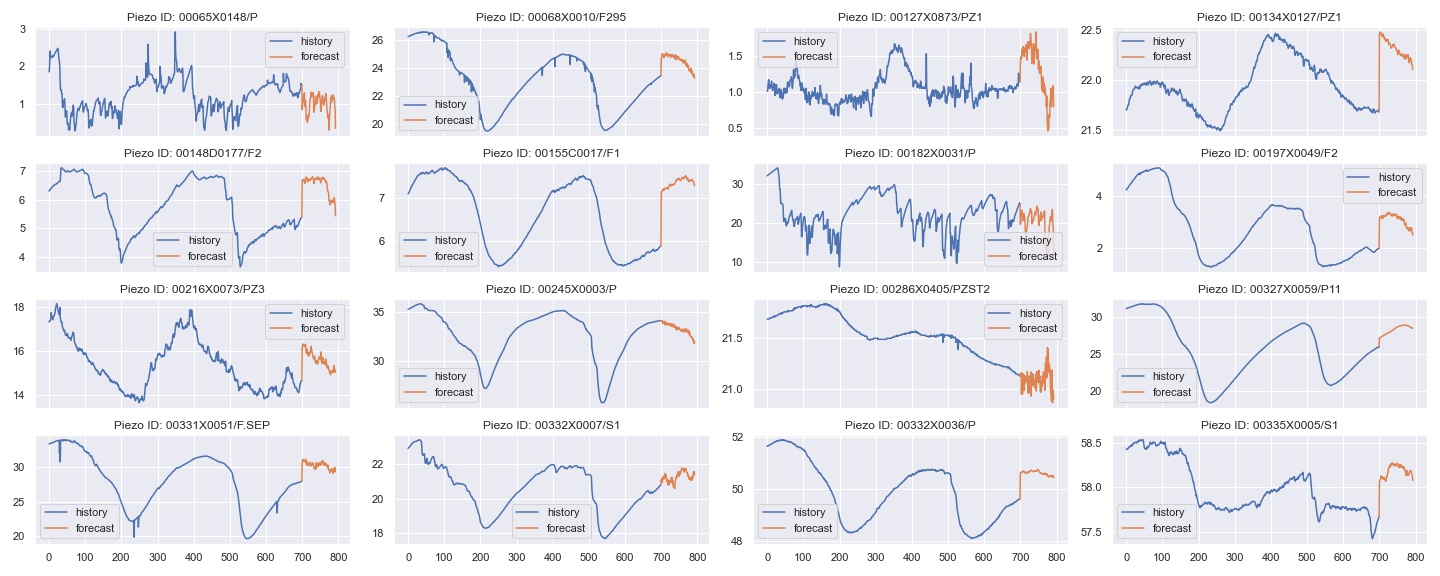 Piezo ID: 00065X0148/P
3
2
1
history
forecast
Piezo ID: 00068X0010/F295
26
24
22
20
history
forecast
Piezo ID: 00127X0873/PZ1
1.5
1.0
0.5
history
forecast
Piezo ID: 00134X0127/PZ1
22.5
22.0
21.5
history
forecast
Piezo ID: 00148D0177/F2
7
6
5
4
history
forecast
Piezo ID: 00155C0017/F1
7
6
history
forecast
Piezo ID: 00182X0031/P
30
20
10
history
forecast
Piezo ID: 00197X0049/F2
4
2
history
forecast
Piezo ID: 00216X0073/PZ3
18
16
14
history
forecast
Piezo ID: 00245X0003/P
35
30
history
forecast
Piezo ID: 00286X0405/PZST2
21.5
21.0
history
forecast
Piezo ID: 00327X0059/P11
30
25
20
history
forecast
Piezo ID: 00331X0051/F.SEP
30
25
20
history
forecast
0 100 200 300 400 500 600 700 800
Piezo ID: 00332X0007/S1
22
20
18
history
forecast
0 100 200 300 400 500 600 700 800
Piezo ID: 00332X0036/P
52
50
48
history
forecast
0 100 200 300 400 500 600 700 800
Piezo ID: 00335X0005/S1
58.5
58.0
57.5
history
forecast
0 100 200 300 400 500 600 700 800